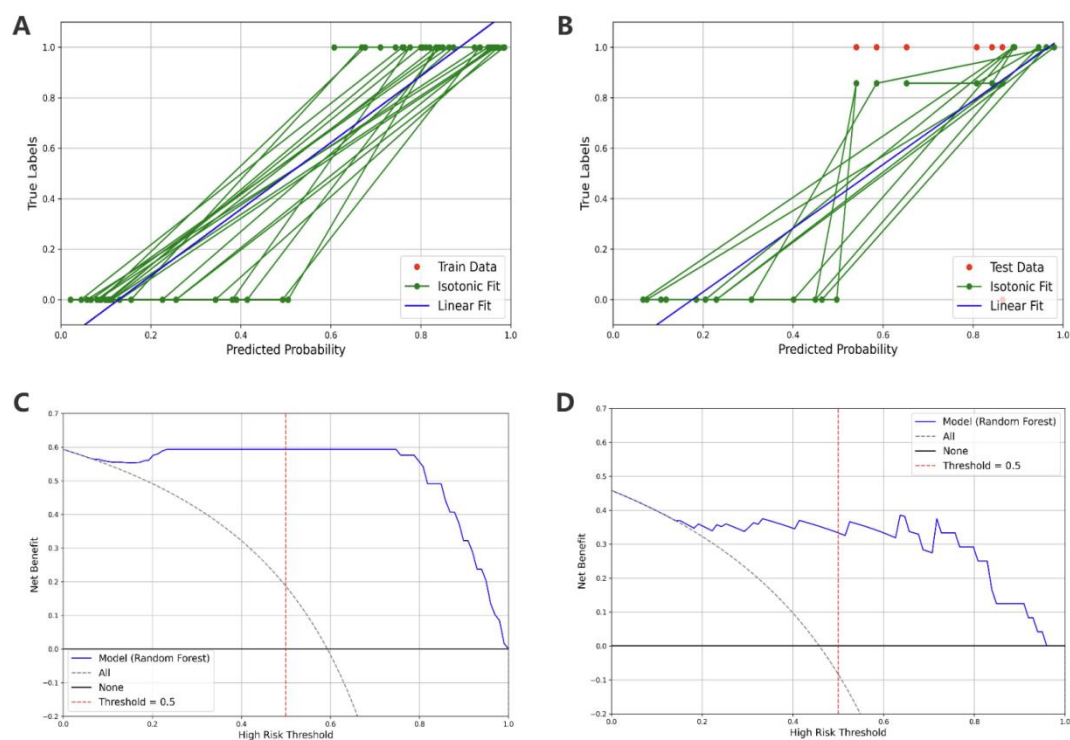 A
True Labels
1.0
0.8
0.6
0.4
0.2
0.0
Train Data
Isotonic Fit
Linear Fit
0.0 0.2 0.4 0.6 0.8 1.0
Predicted Probability
B
True Labels
1.0
0.8
0.6
0.4
0.2
0.0
Test Data
Isotonic Fit
Linear Fit
0.0 0.2 0.4 0.6 0.8 1.0
Predicted Probability
C
Net Benefit
0.7
0.6
0.5
0.4
0.3
0.2
0.1
0.0
-0.1
-0.2
Model (Random Forest)
All
None
Threshold = 0.5
0.0 0.2 0.4 0.6 0.8 1.0
High Risk Threshold
D
Net Benefit
0.7
0.6
0.5
0.4
0.3
0.2
0.1
0.0
-0.1
-0.2
Model (Random Forest)
All
None
Threshold = 0.5
0.0 0.2 0.4 0.6 0.8 1.0
High Risk Threshold